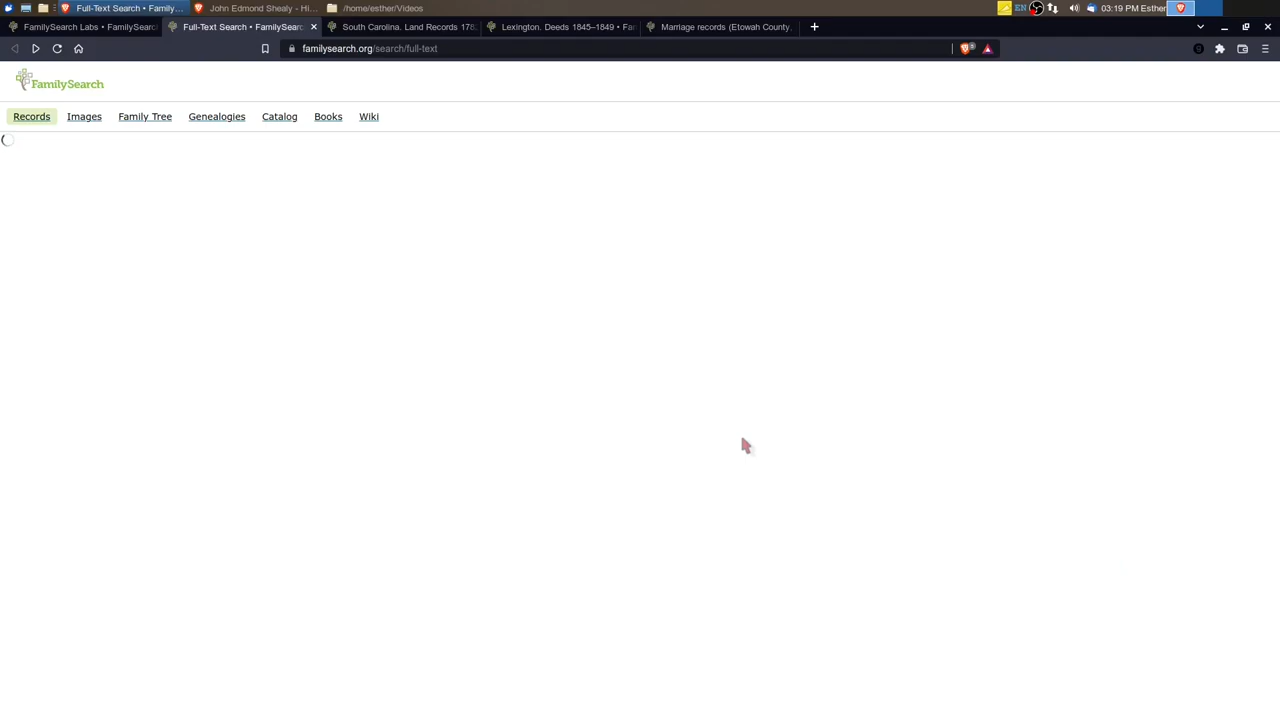 Full-Text Search • Family...
John Edmond Shealy - Hi...
/home/esther/Videos
EN
03:19 PM Esther
FamilySearch Labs • FamilySearch
Full-Text Search • FamilySearc
South Carolina. Land Records 178
Lexington. Deeds 1845–1849 • Fa
Marriage records (Etowah County,
familysearch.org/search/full-text
FamilySearch
Records
Images
Family Tree
Genealogies
Catalog
Books
Wiki